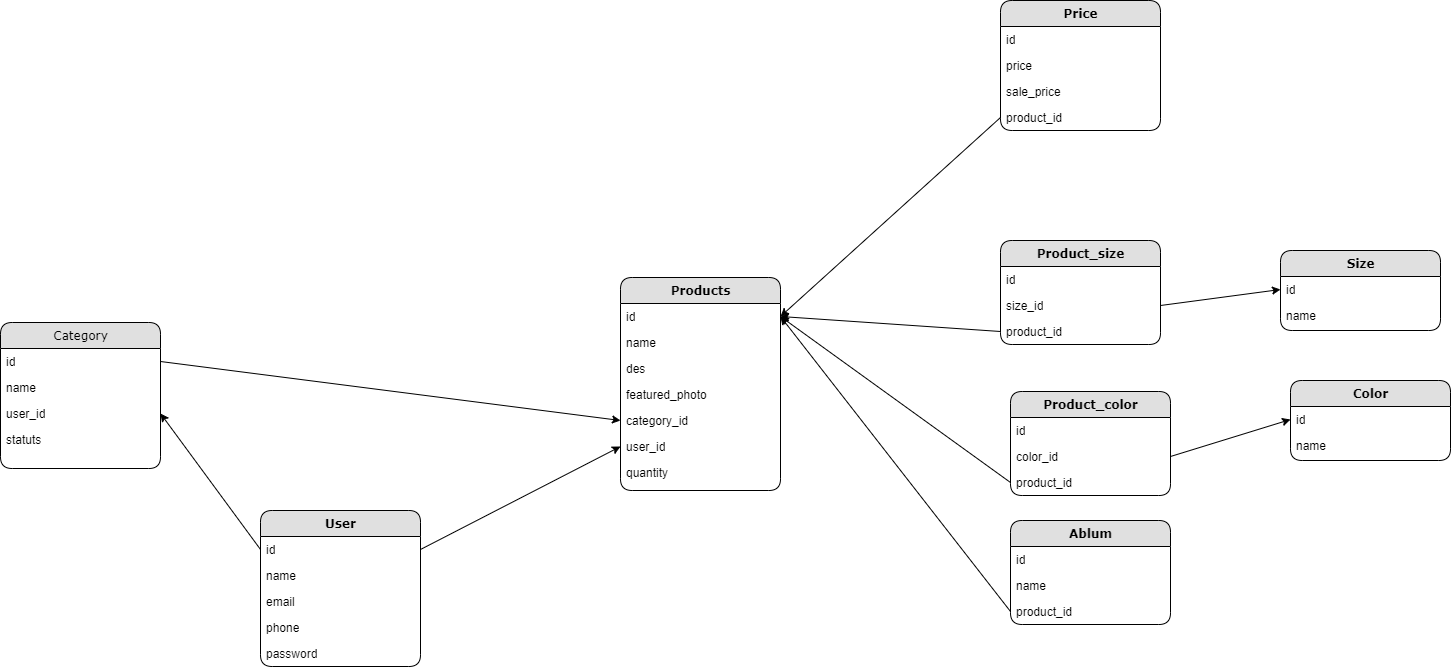 Price
id
price
sale_price
product_id
Product_size
id
size_id
product_id
Size
id
name
Products
id
name
des
featured_photo
category_id
user_id
quantity
Category
id
name
user_id
statuts
Product_color
id
color_id
product_id
Color
id
name
User
id
name
email
phone
password
Ablum
id
name
product_id